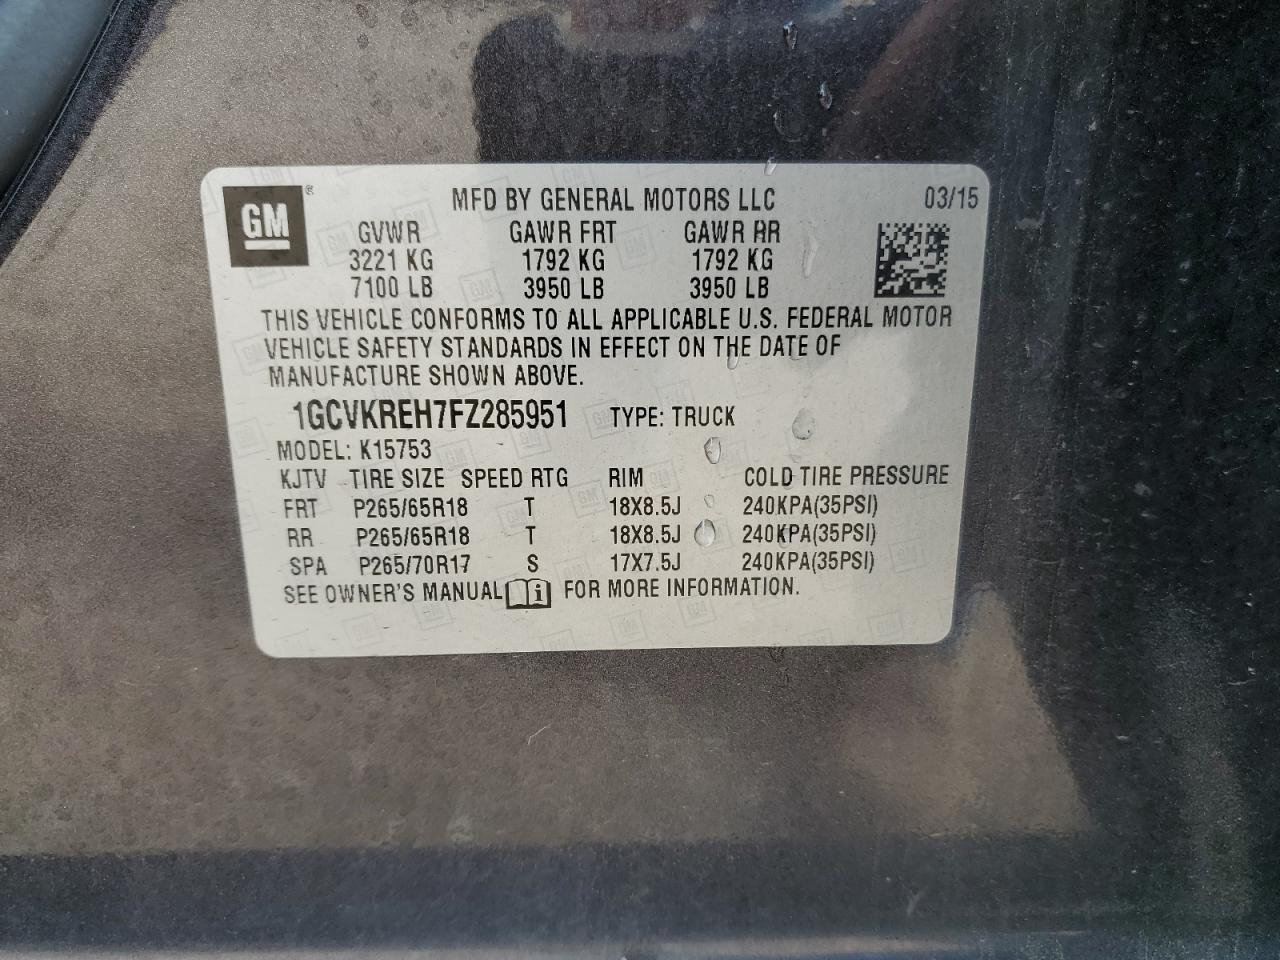 GM ® MFD BY GENERAL MOTORS LLC 03/15
GVWR GAWR FRT GAWR RR
3221 KG 1792 KG 1792 KG
7100 LB 3950 LB 3950 LB
THIS VEHICLE CONFORMS TO ALL APPLICABLE U.S. FEDERAL MOTOR
VEHICLE SAFETY STANDARDS IN EFFECT ON THE DATE OF
MANUFACTURE SHOWN ABOVE.
1GCVKREH7FZ285951 TYPE: TRUCK
MODEL: K15753
KJTV TIRE SIZE SPEED RTG RIM COLD TIRE PRESSURE
FRT P265/65R18 T 18X8.5J 240KPA(35PSI)
RR P265/65R18 T 18X8.5J 240KPA(35PSI)
SPA P265/70R17 S 17X7.5J 240KPA(35PSI)
SEE OWNER'S MANUAL i FOR MORE INFORMATION.